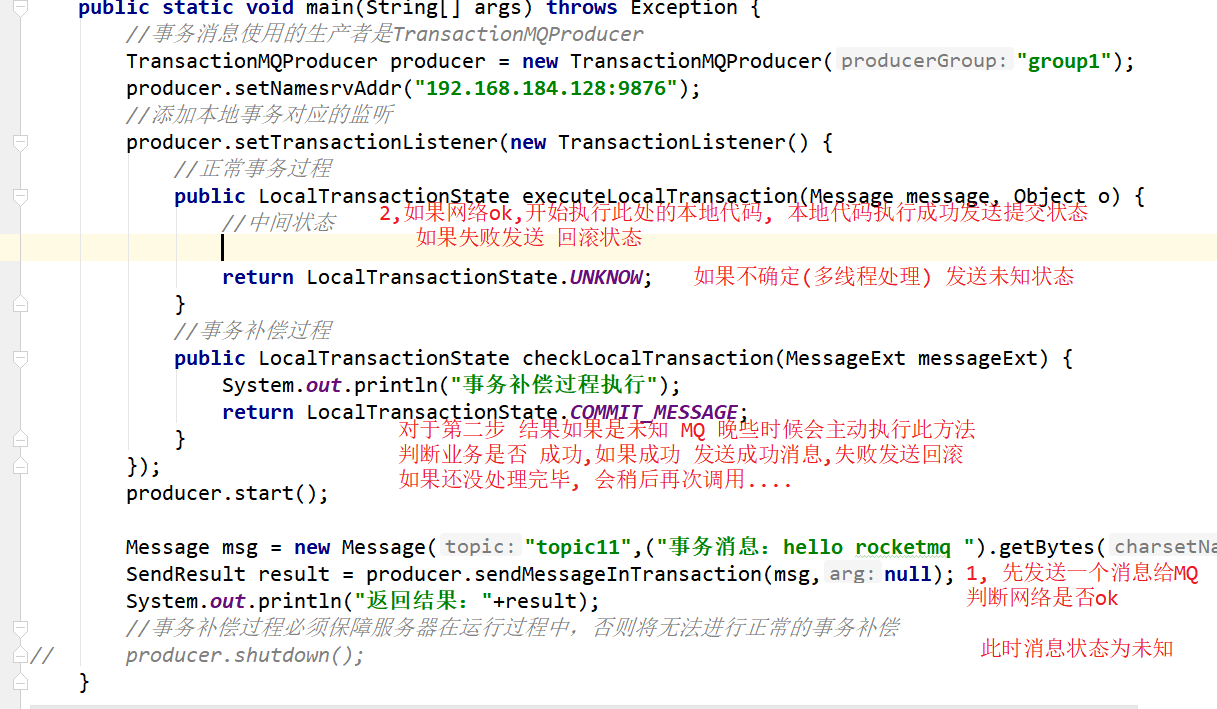 public static void main(String[] args) throws Exception {
//事务消息使用的生产者是TransactionMQProducer
TransactionMQProducer producer = new TransactionMQProducer( producerGroup: "group1");
producer.setNamesrvAddr("192.168.184.128:9876");
//添加本地事务对应的监听
producer.setTransactionListener(new TransactionListener() {
//正常事务过程
public LocalTransactionState executeLocalTransaction(Message message, Object o) {
2,如果网络ok,开始执行此处的本地代码, 本地代码执行成功发送提交状态
//中间状态
如果失败发送 回滚状态
return LocalTransactionState.UNKNOW; 如果不确定(多线程处理) 发送未知状态
}
//事务补偿过程
public LocalTransactionState checkLocalTransaction(MessageExt messageExt) {
System.out.println("事务补偿过程执行");
return LocalTransactionState.COMMIT_MESSAGE;
对于第二步 结果如果是未知 MQ 晚些时候会主动执行此方法
}
判断业务是否 成功,如果成功 发送成功消息,失败发送回滚
});
如果还没处理完毕, 会稍后再次调用....
producer.start();
Message msg = new Message( topic: "topic11",("事务消息：hello rocketmq ").getBytes( charsetNa
SendResult result = producer.sendMessageInTransaction(msg, arg: null); 1, 先发送一个消息给MQ
System.out.println("返回结果："+result); 判断网络是否ok
//事务补偿过程必须保障服务器在运行过程中，否则将无法进行正常的事务补偿
此时消息状态为未知
// producer.shutdown();
}